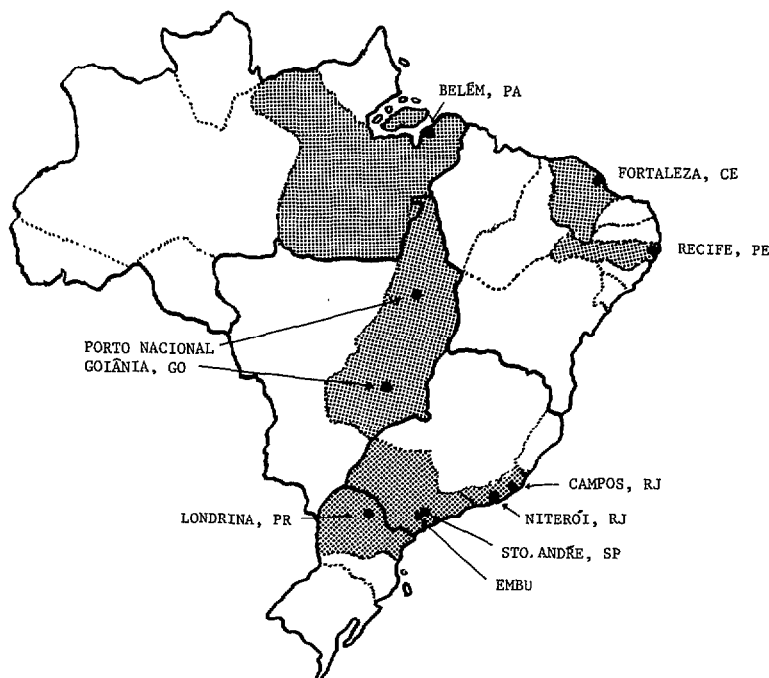 BELÉM, PA
FORTALEZA, CE
RECIFE, PE
PORTO NACIONAL
GOIÂNIA, GO
CAMPOS, RJ
LONDRINA, PR
NITERÓI, RJ
STO. ANDRÉ, SP
EMBU